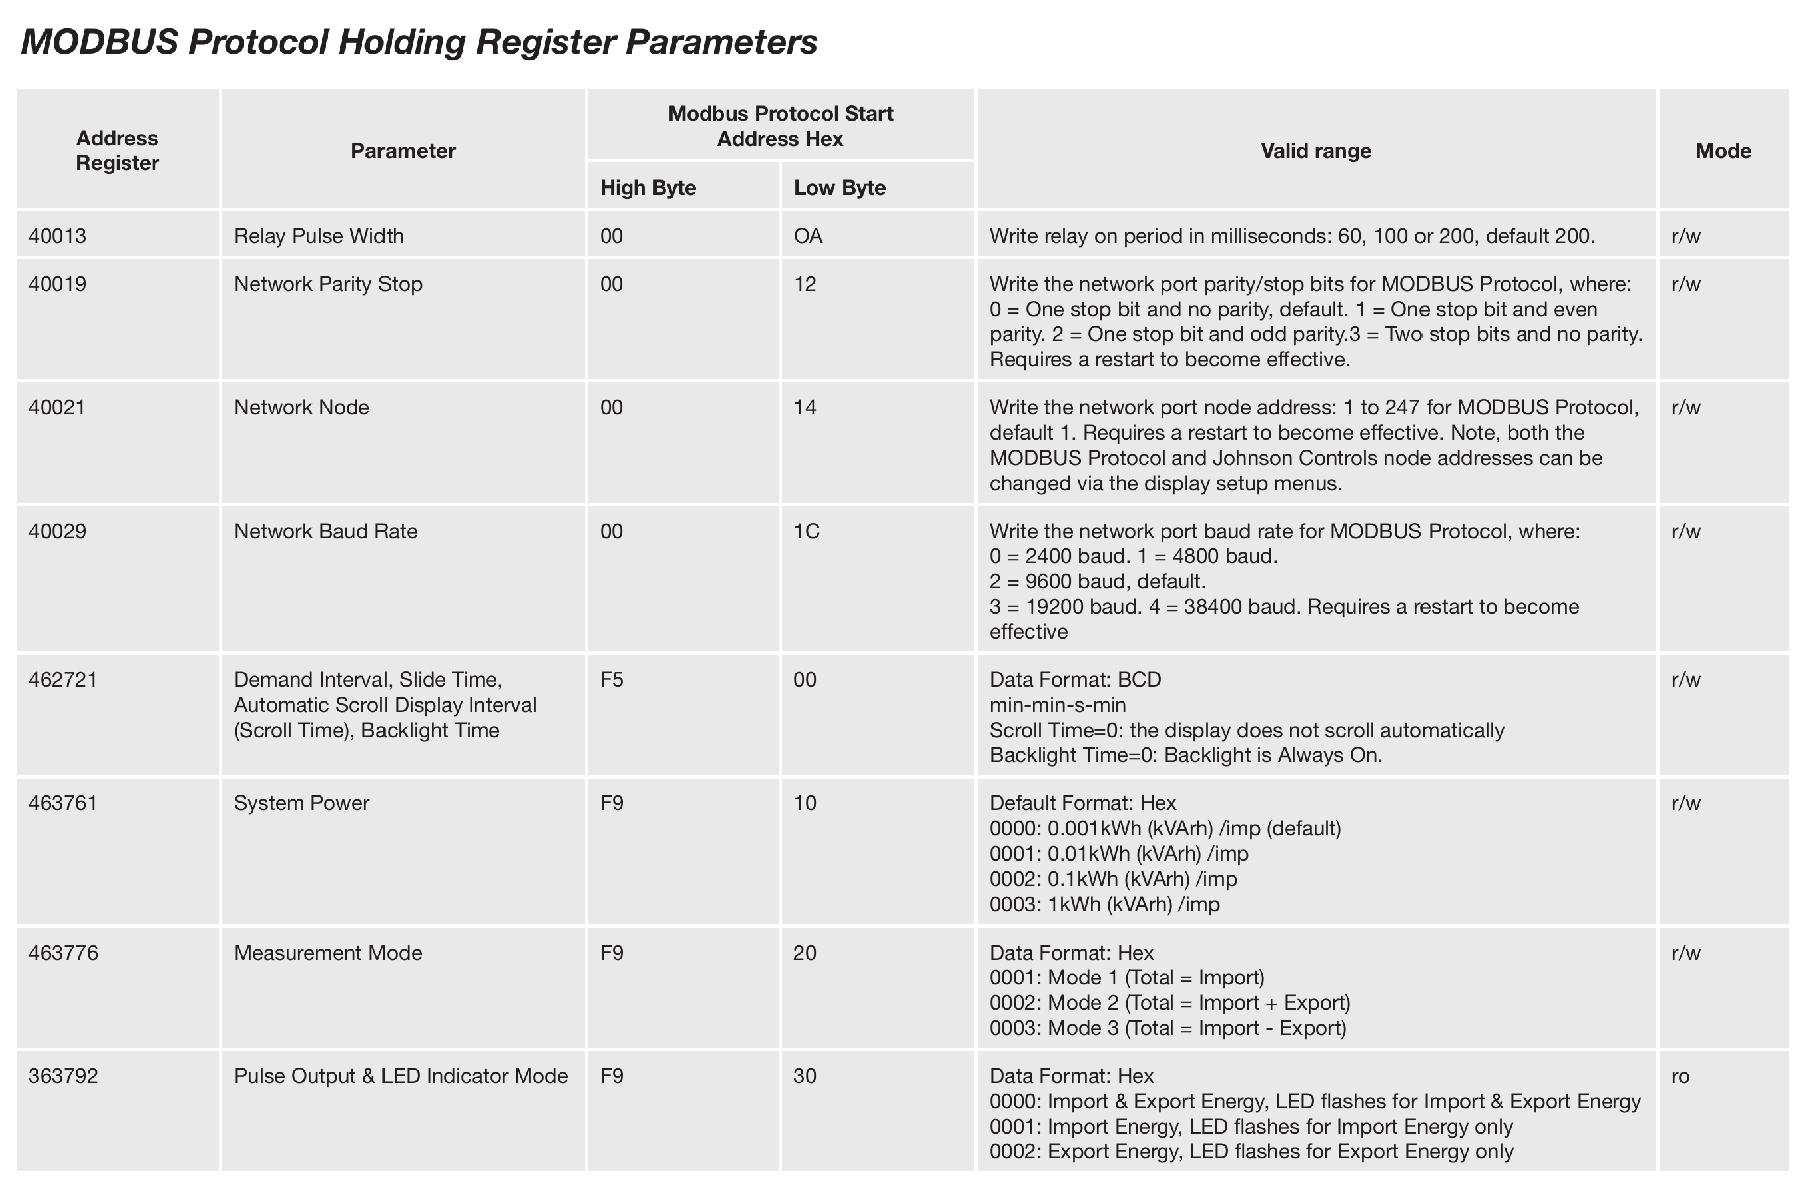 MODBUS Protocol Holding Register Parameters
Address
Register
Parameter
Modbus Protocol Start
Address Hex
Valid range
Mode
High Byte
Low Byte
40013
Relay Pulse Width
00
OA
Write relay on period in milliseconds: 60, 100 or 200, default 200.
r/w
40019
Network Parity Stop
00
12
Write the network port parity/stop bits for MODBUS Protocol, where:
0 = One stop bit and no parity, default. 1 = One stop bit and even
parity. 2 = One stop bit and odd parity.3 = Two stop bits and no parity.
Requires a restart to become effective.
r/w
40021
Network Node
00
14
Write the network port node address: 1 to 247 for MODBUS Protocol,
default 1. Requires a restart to become effective. Note, both the
MODBUS Protocol and Johnson Controls node addresses can be
changed via the display setup menus.
r/w
40029
Network Baud Rate
00
1C
Write the network port baud rate for MODBUS Protocol, where:
0 = 2400 baud. 1 = 4800 baud.
2 = 9600 baud, default.
3 = 19200 baud. 4 = 38400 baud. Requires a restart to become
effective
r/w
462721
Demand Interval, Slide Time,
Automatic Scroll Display Interval
(Scroll Time), Backlight Time
F5
00
Data Format: BCD
min-min-s-min
Scroll Time=0: the display does not scroll automatically
Backlight Time=0: Backlight is Always On.
r/w
463761
System Power
F9
10
Default Format: Hex
0000: 0.001kWh (kVArh) /imp (default)
0001: 0.01kWh (kVArh) /imp
0002: 0.1kWh (kVArh) /imp
0003: 1kWh (kVArh) /imp
r/w
463776
Measurement Mode
F9
20
Data Format: Hex
0001: Mode 1 (Total = Import)
0002: Mode 2 (Total = Import + Export)
0003: Mode 3 (Total = Import - Export)
r/w
363792
Pulse Output & LED Indicator Mode
F9
30
Data Format: Hex
0000: Import & Export Energy, LED flashes for Import & Export Energy
0001: Import Energy, LED flashes for Import Energy only
0002: Export Energy, LED flashes for Export Energy only
ro